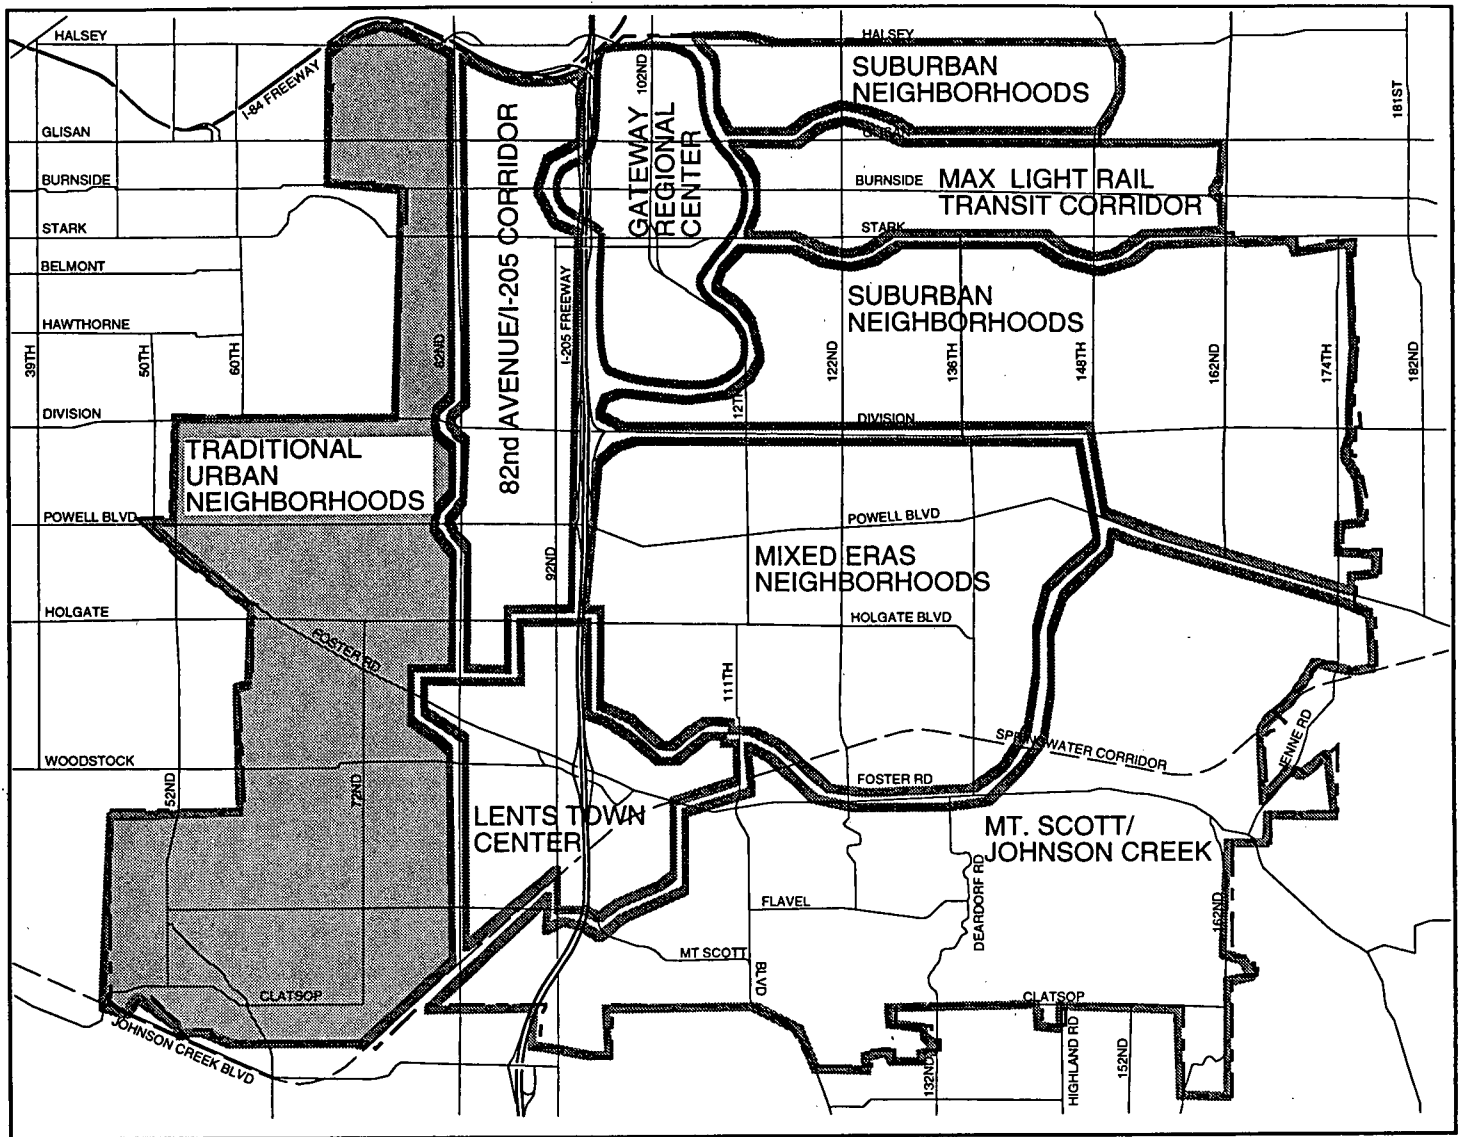 HALSEY
I-84 FREEWAY
102ND
HALSEY
SUBURBAN
NEIGHBORHOODS
181ST
GLISAN
82nd AVENUE/I-205 CORRIDOR
GATEWAY
REGIONAL
CENTER
GLISAN
BURNSIDE
BURNSIDE
MAX LIGHT RAIL
TRANSIT CORRIDOR
STARK
STARK
BELMONT
I-205 FREEWAY
SUBURBAN
NEIGHBORHOODS
HAWTHORNE
39TH
50TH
60TH
82ND
122ND
136TH
148TH
162ND
174TH
182ND
DIVISION
12TH
DIVISION
TRADITIONAL
URBAN
NEIGHBORHOODS
POWELL BLVD
POWELL BLVD
92ND
MIXED ERAS
NEIGHBORHOODS
HOLGATE
HOLGATE BLVD
FOSTER RD
111TH
JENNE RD
SPRINGWATER CORRIDOR
WOODSTOCK
52ND
72ND
FOSTER RD
LENTS TOWN
CENTER
MT. SCOTT/
JOHNSON CREEK
DEARDORF RD
FLAVEL
162ND
MT SCOTT
BLVD
CLATSOP
CLATSOP
JOHNSON CREEK BLVD
132ND
HIGHLAND RD
152ND